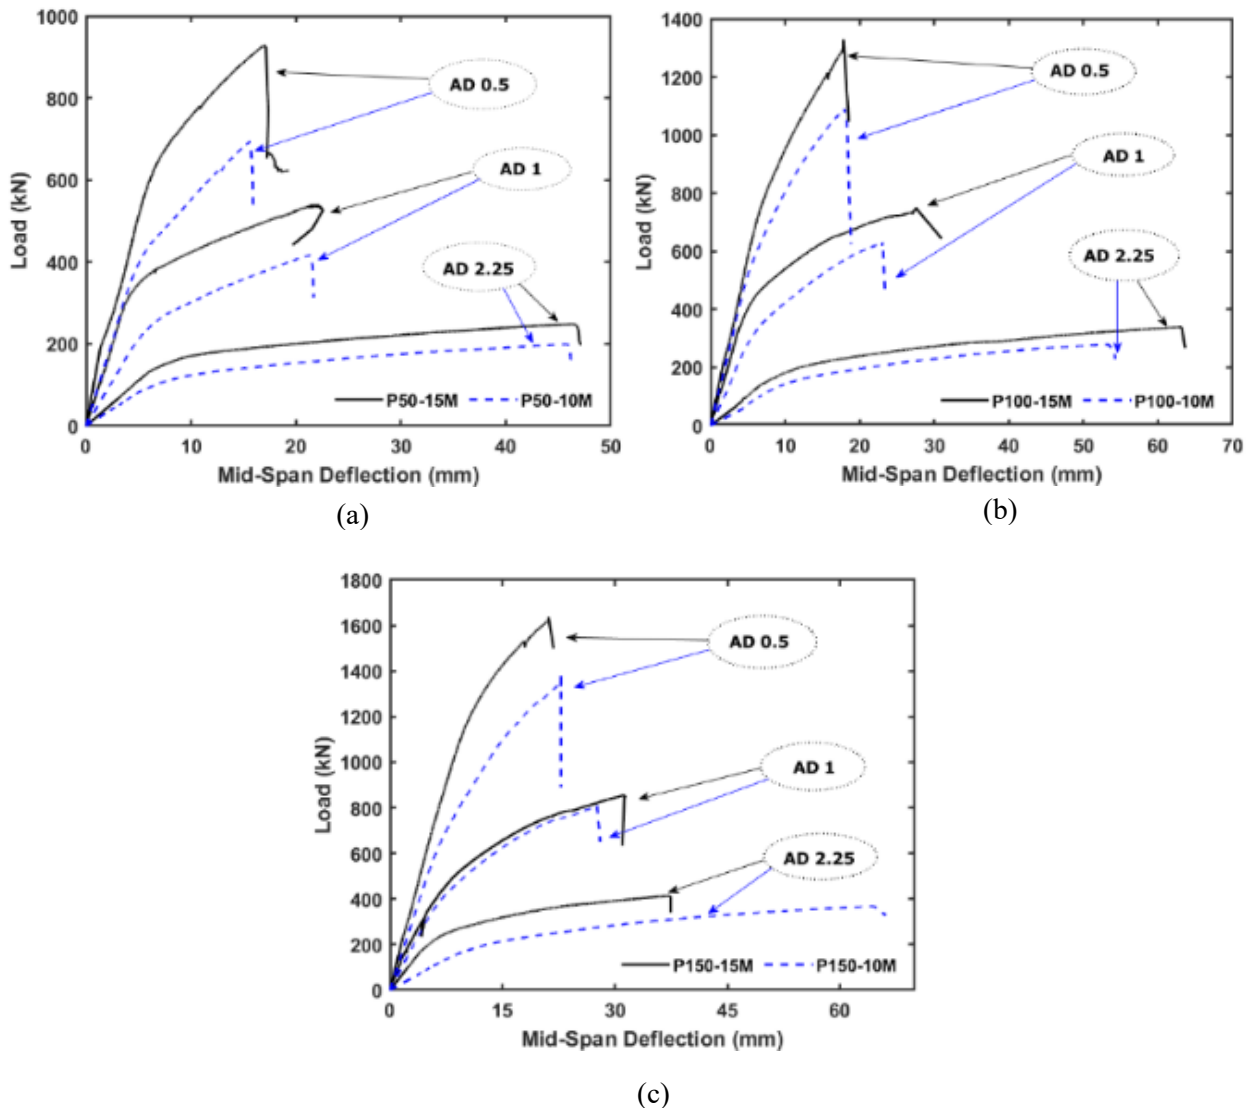 1000
800
600
400
200
0
Load (kN)
AD 0.5
AD 1
AD 2.25
P50-15M P50-10M
0 10 20 30 40 50
Mid-Span Deflection (mm)
(a)
1400
1200
1000
800
600
400
200
0
Load (kN)
AD 0.5
AD 1
AD 2.25
P100-15M P100-10M
0 10 20 30 40 50 60 70
Mid-Span Deflection (mm)
(b)
1800
1600
1400
1200
1000
800
600
400
200
0
Load (kN)
AD 0.5
AD 1
AD 2.25
P150-15M P150-10M
0 15 30 45 60
Mid-Span Deflection (mm)
(c)